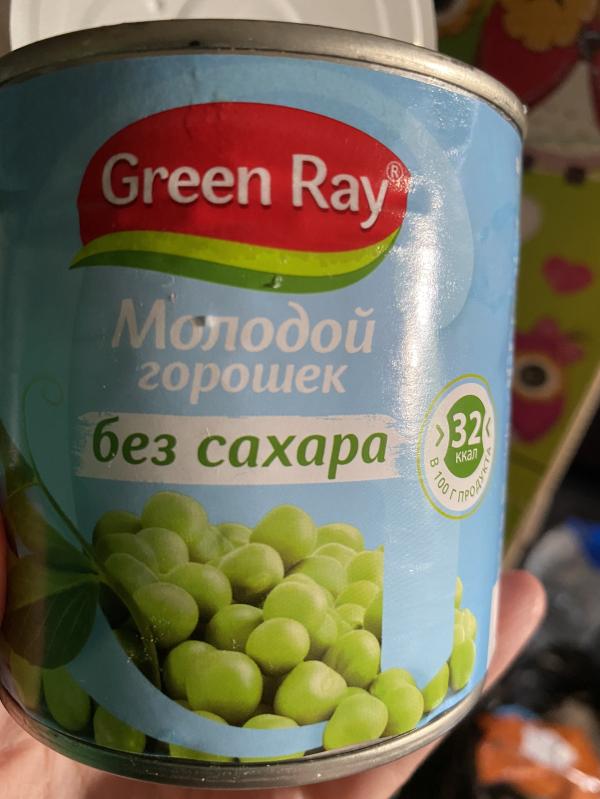 Green Ray®
Молодой
горошек
без сахара
32
ккал
В 100 Г ПРОДУКТА